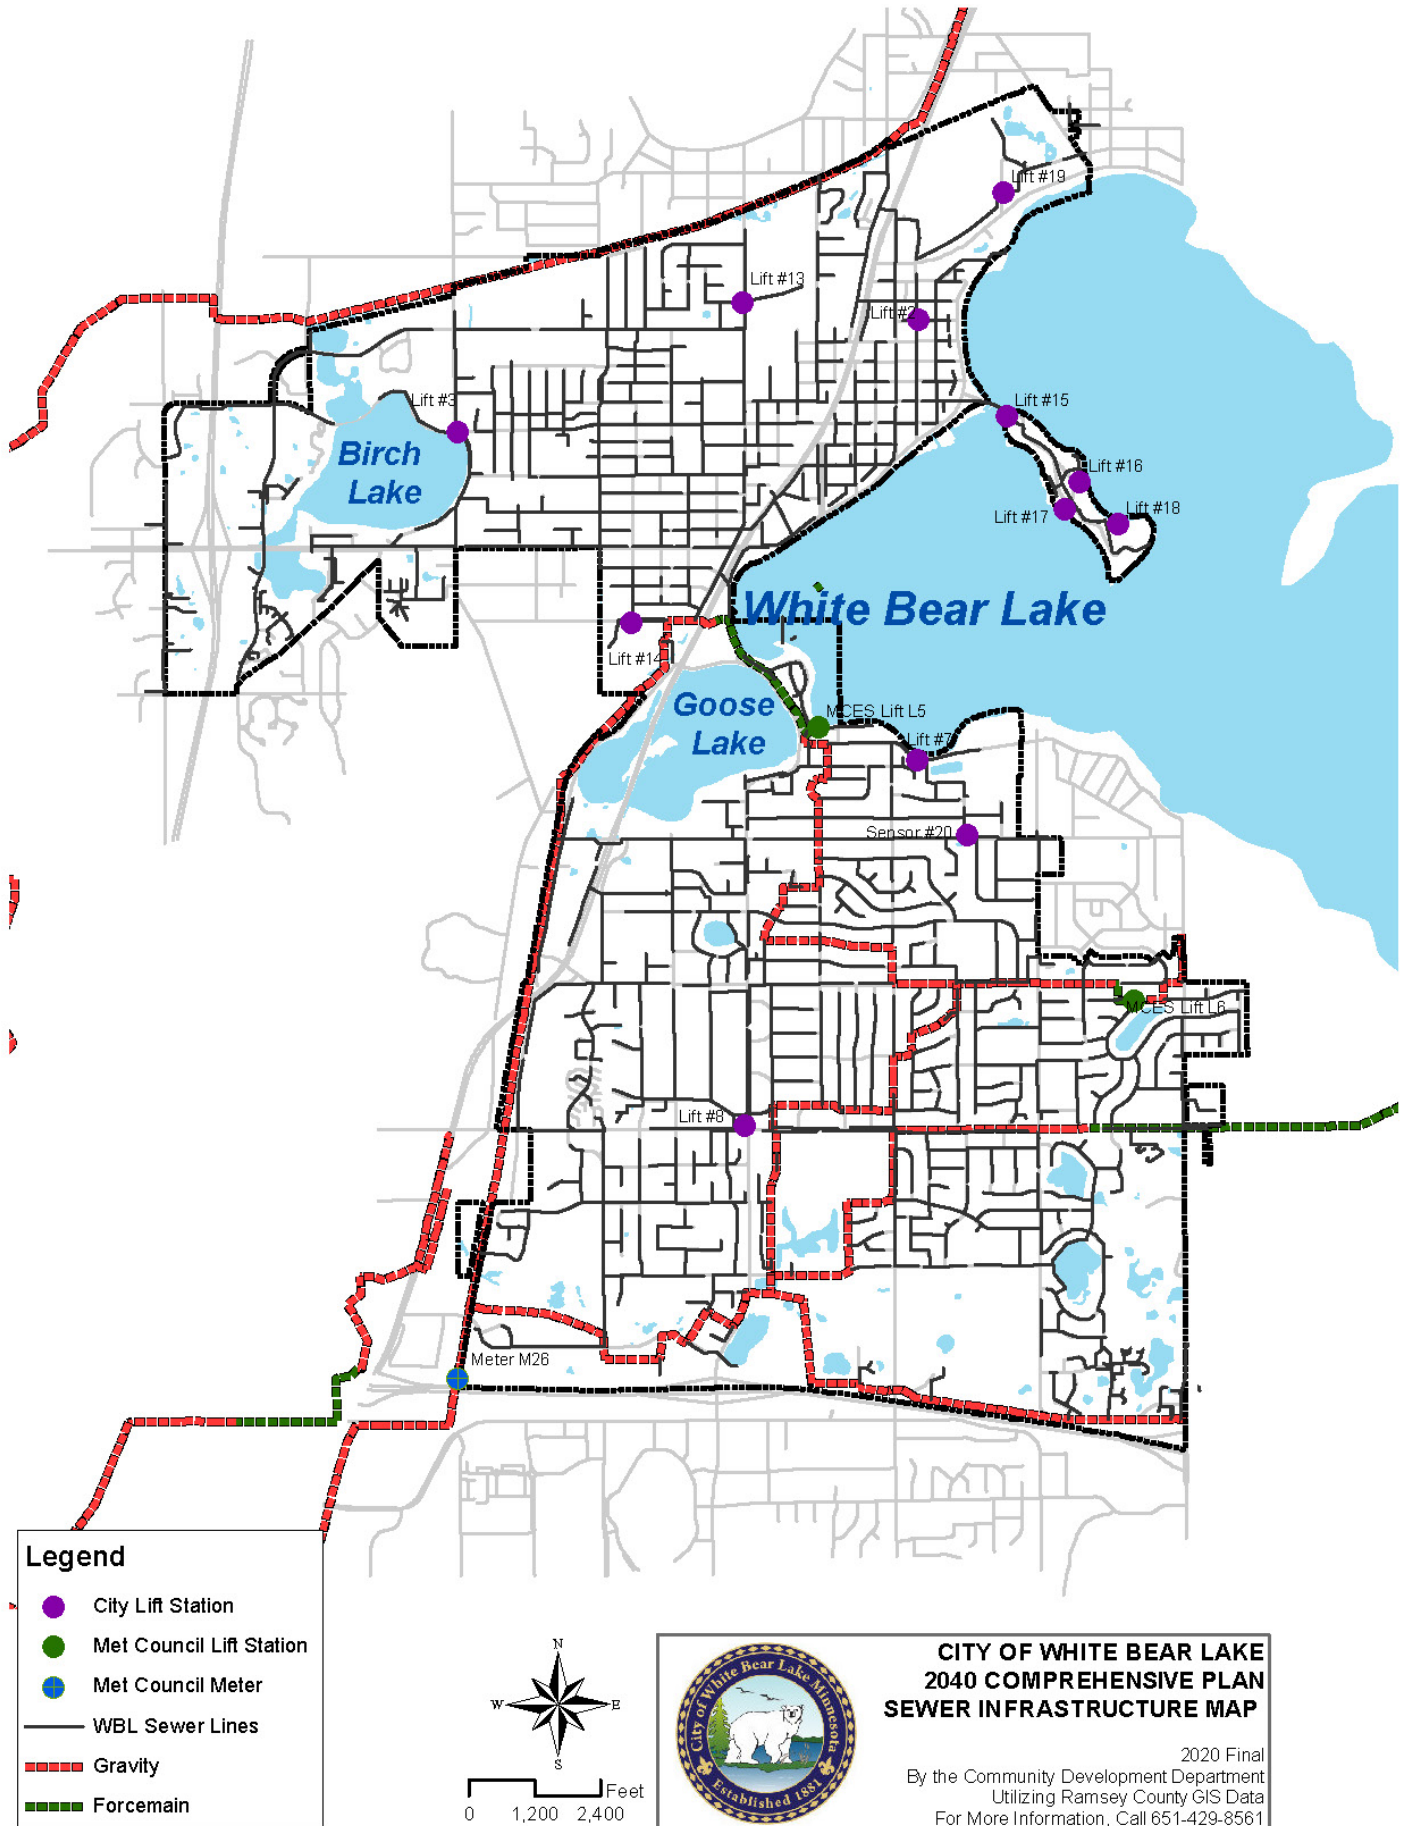 Lift #19
Lift #13
Lift #2
Lift #3
Lift #15
Birch
Lake
Lift #16
Lift #17
Lift #18
White Bear Lake
Lift #14
Goose
Lake
MCES Lift L5
Lift #7
Sensor #20
MCES Lift L6
Lift #8
Meter M26
Legend
City Lift Station
Met Council Lift Station
Met Council Meter
WBL Sewer Lines
Gravity
Forcemain
N
W
E
S
Feet
0 1,200 2,400
City of White Bear Lake, Minnesota
Established 1881
CITY OF WHITE BEAR LAKE
2040 COMPREHENSIVE PLAN
SEWER INFRASTRUCTURE MAP
2020 Final
By the Community Development Department
Utilizing Ramsey County GIS Data
For More Information, Call 651-429-8561